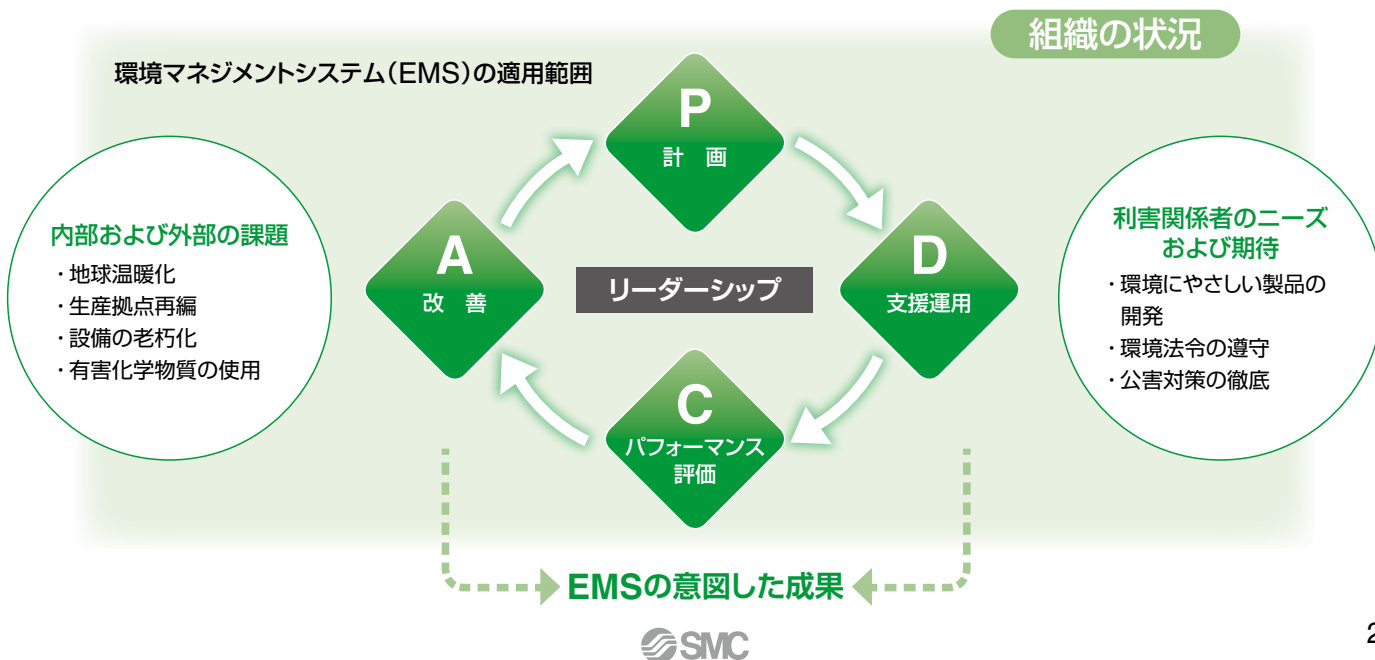 組織の状況
環境マネジメントシステム（EMS）の適用範囲
P
計 画
内部および外部の課題
・地球温暖化
・生産拠点再編
・設備の老朽化
・有害化学物質の使用
A
改 善
リーダーシップ
D
支援運用
利害関係者のニーズ
および期待
・環境にやさしい製品の
開発
・環境法令の遵守
・公害対策の徹底
C
パフォーマンス
評価
EMSの意図した成果
SMC
2